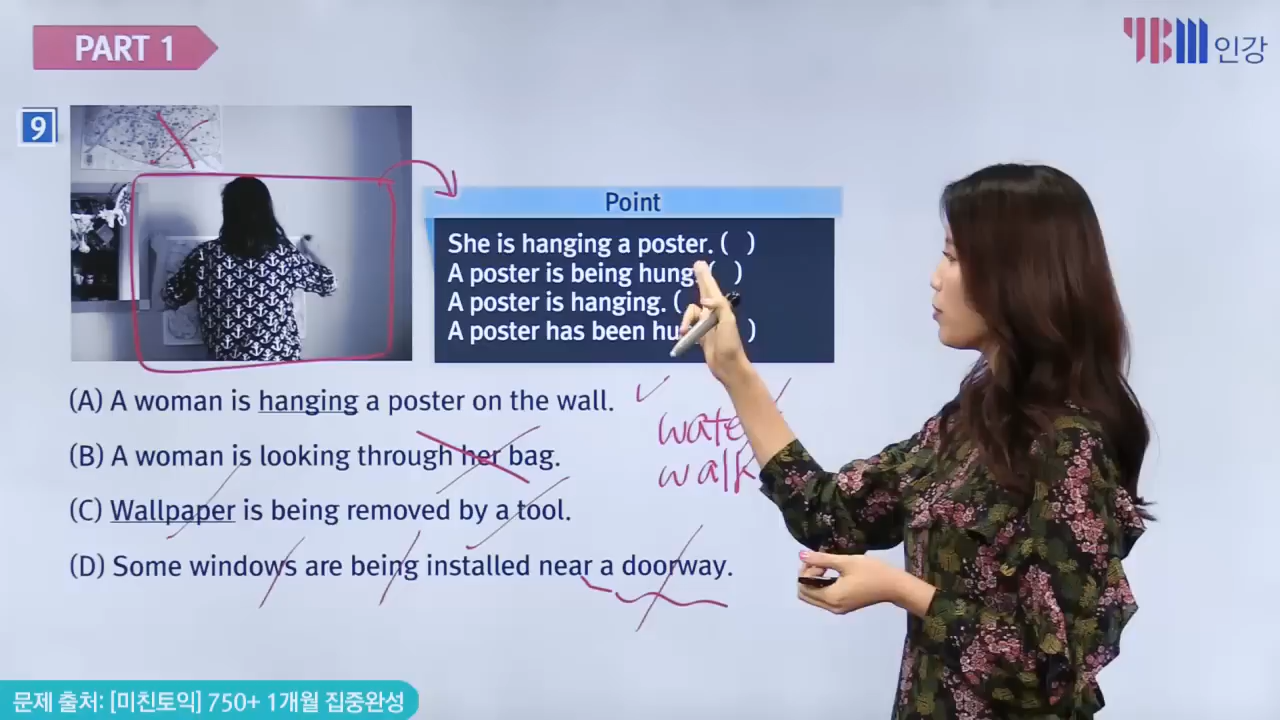 PART 1
YBM 인강
9
Point
She is hanging a poster. ( )
A poster is being hung. ( )
A poster is hanging. (
A poster has been hu )
(A) A woman is hanging a poster on the wall.
wate
(B) A woman is looking through her bag.
walk
(C) Wallpaper is being removed by a tool.
(D) Some windows are being installed near a doorway.
문제 출처: [미친토익] 750+ 1개월 집중완성